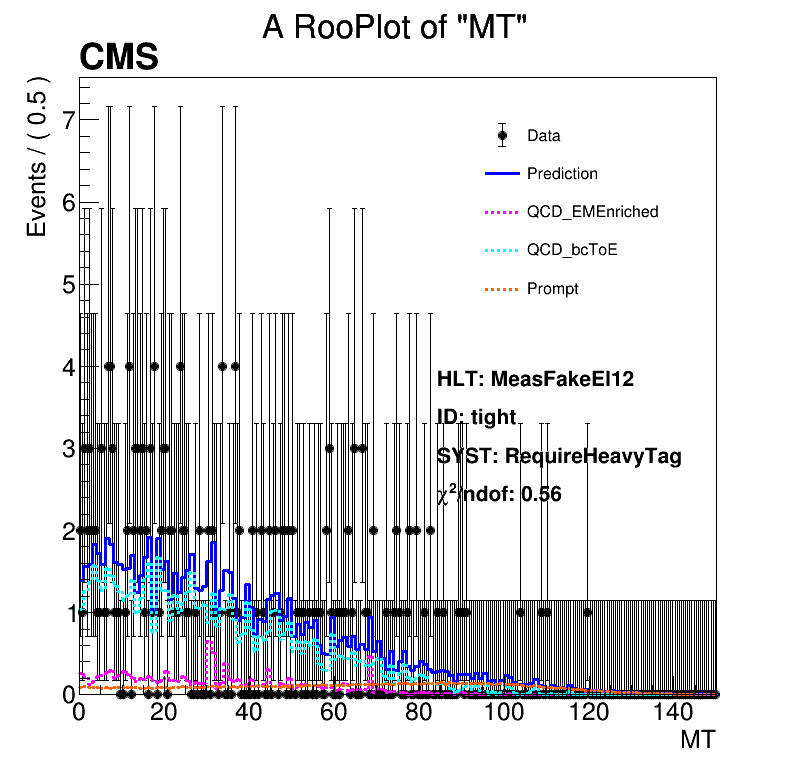 A RooPlot of "MT"
CMS
Events / ( 0.5 )
7
6
5
4
3
2
1
0
Data
Prediction
QCD_EMEnriched
QCD_bcToE
Prompt
HLT: MeasFakeEl12
ID: tight
SYST: RequireHeavyTag
χ²/ndof: 0.56
0 20 40 60 80 100 120 140
MT